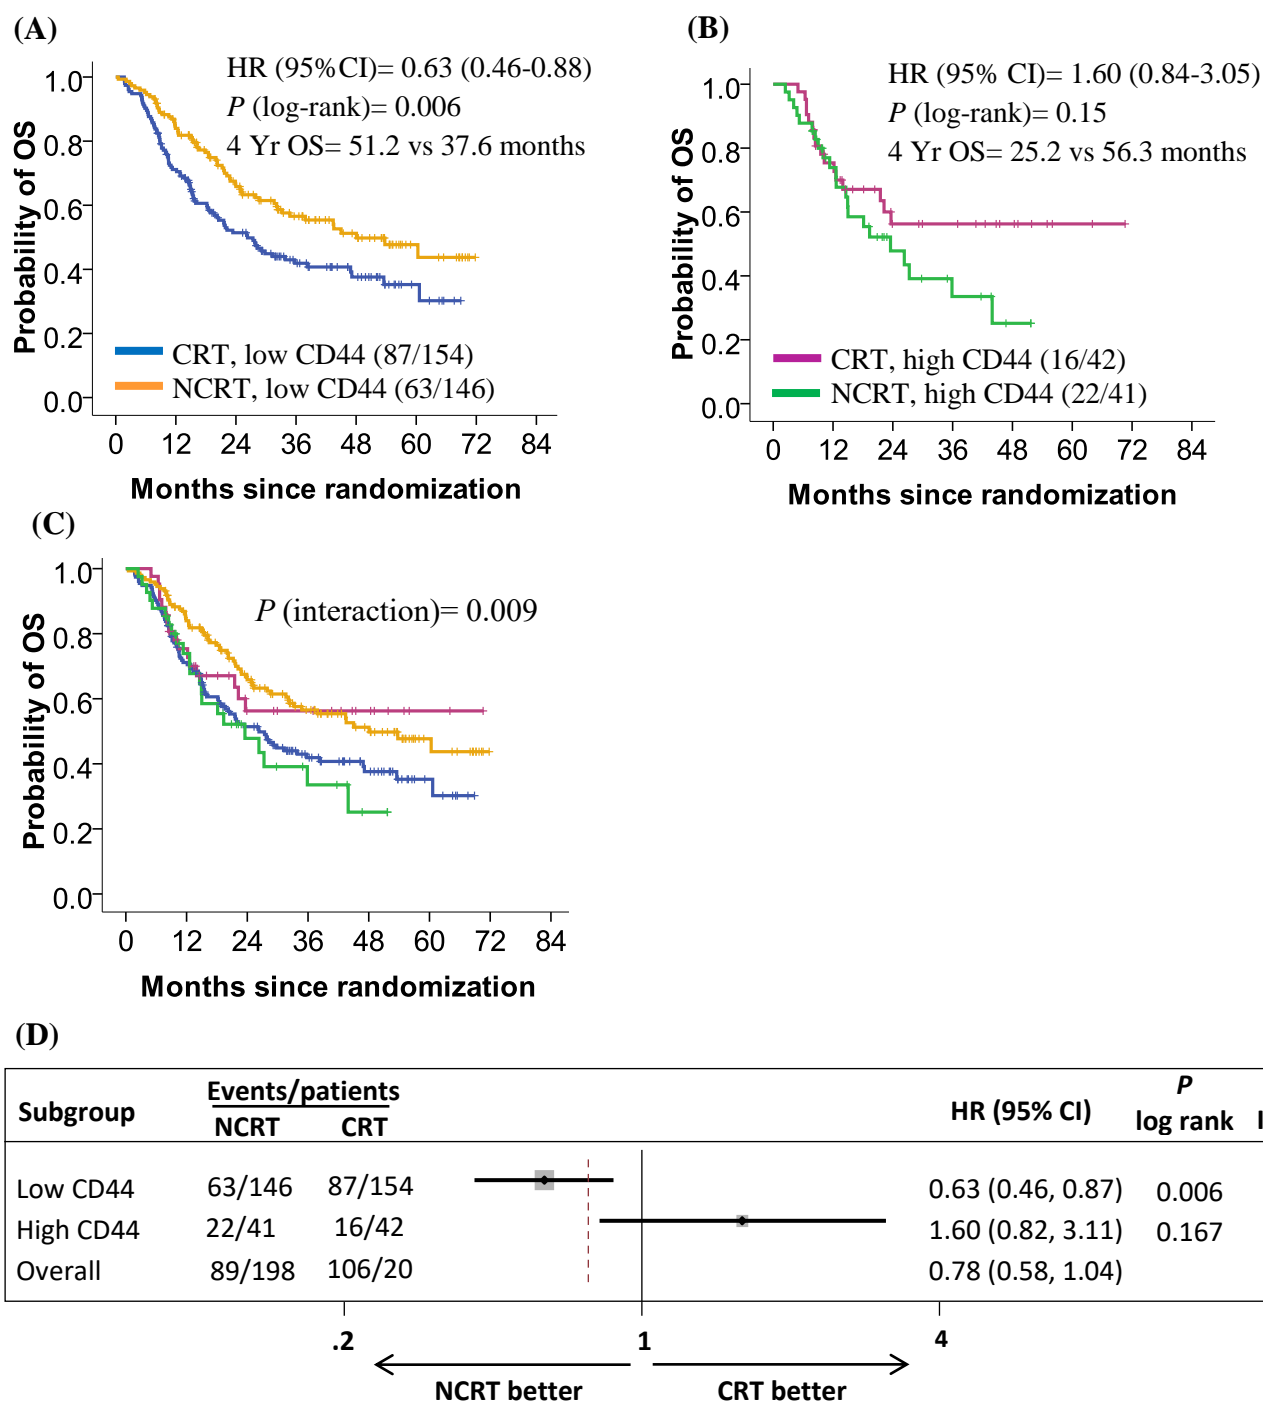 (A)
HR (95%CI)= 0.63 (0.46-0.88)
P (log-rank)= 0.006
4 Yr OS= 51.2 vs 37.6 months
Probability of OS
1.0
0.8
0.6
0.4
0.2
0.0
CRT, low CD44 (87/154)
NCRT, low CD44 (63/146)
0 12 24 36 48 60 72 84
Months since randomization
(B)
HR (95% CI)= 1.60 (0.84-3.05)
P (log-rank)= 0.15
4 Yr OS= 25.2 vs 56.3 months
Probability of OS
1.0
0.8
0.6
0.4
0.2
0.0
CRT, high CD44 (16/42)
NCRT, high CD44 (22/41)
0 12 24 36 48 60 72 84
Months since randomization
(C)
P (interaction)= 0.009
Probability of OS
1.0
0.8
0.6
0.4
0.2
0.0
0 12 24 36 48 60 72 84
Months since randomization
(D)
Subgroup Events/patients HR (95% CI) P
NCRT CRT log rank I
Low CD44 63/146 87/154 0.63 (0.46, 0.87) 0.006
High CD44 22/41 16/42 1.60 (0.82, 3.11) 0.167
Overall 89/198 106/20 0.78 (0.58, 1.04)
.2 1 4
NCRT better CRT better